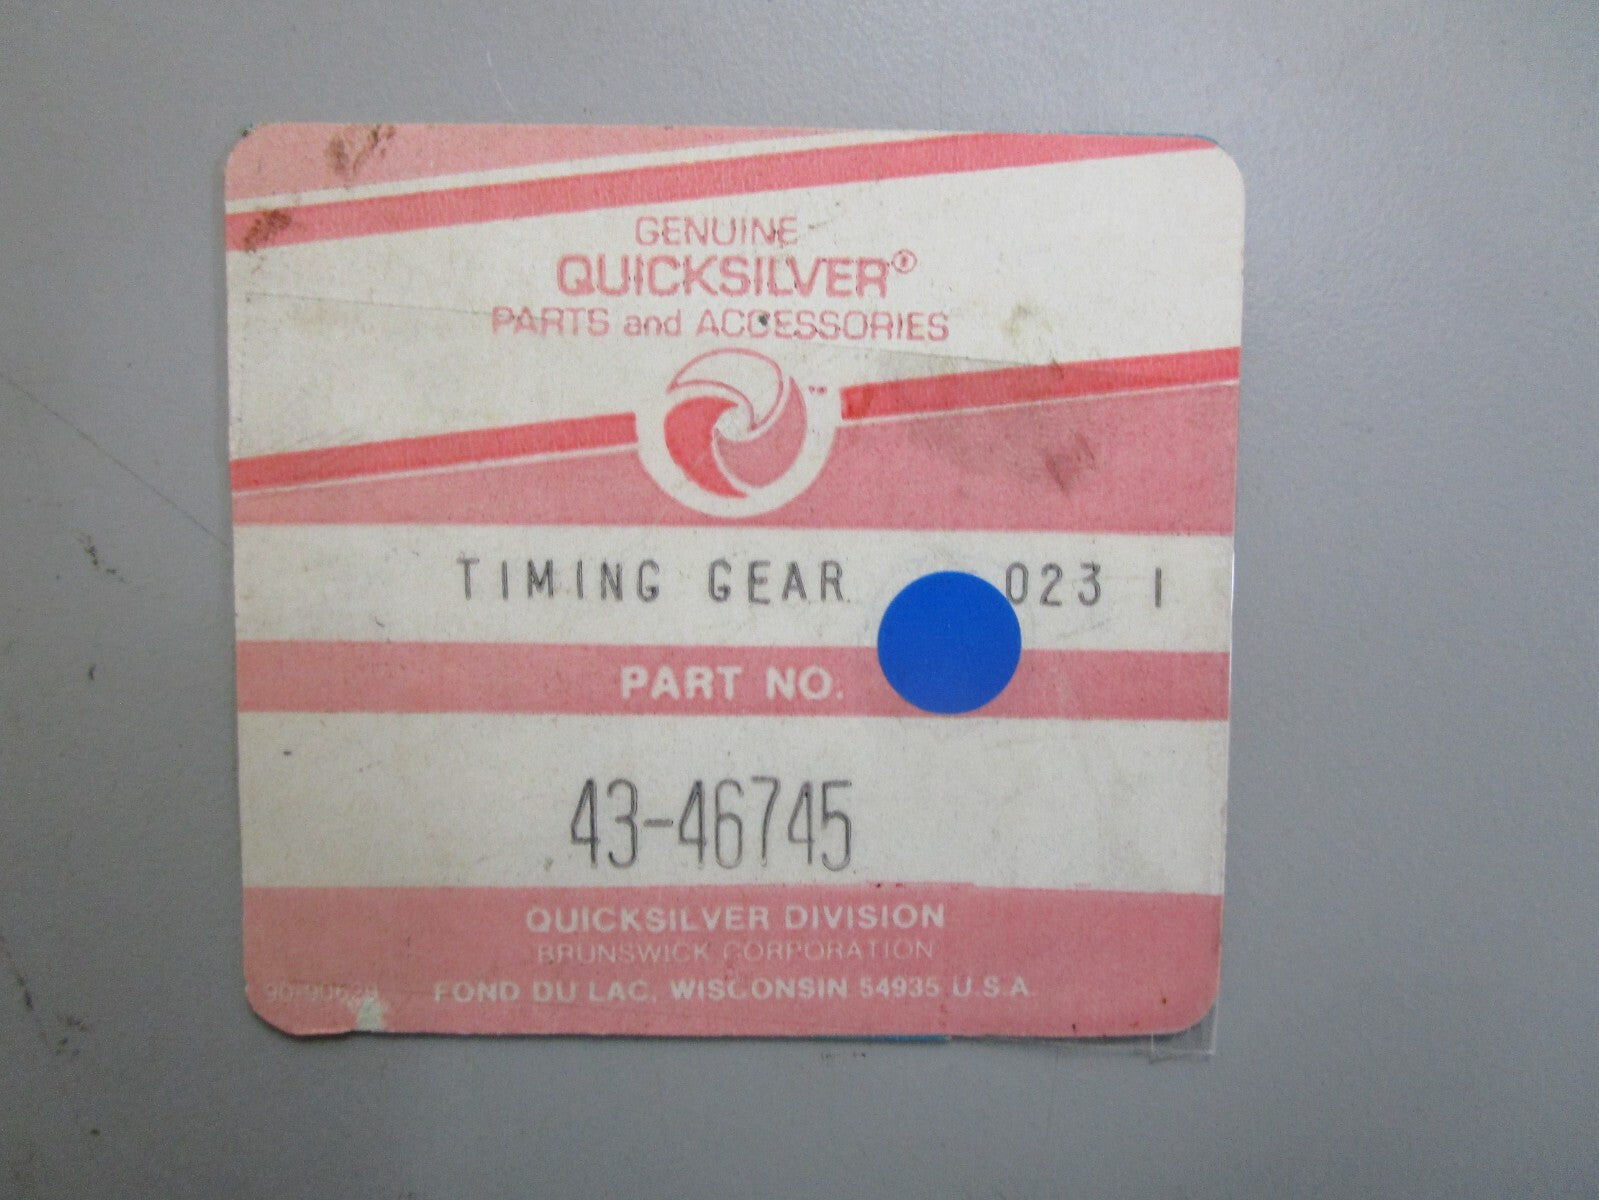 GENUINE
QUICKSILVER®
PARTS and ACCESSORIES
™
TIMING GEAR 023 1
PART NO.
43-46745
QUICKSILVER DIVISION
BRUNSWICK CORPORATION
FOND DU LAC, WISCONSIN 54935 U.S.A.